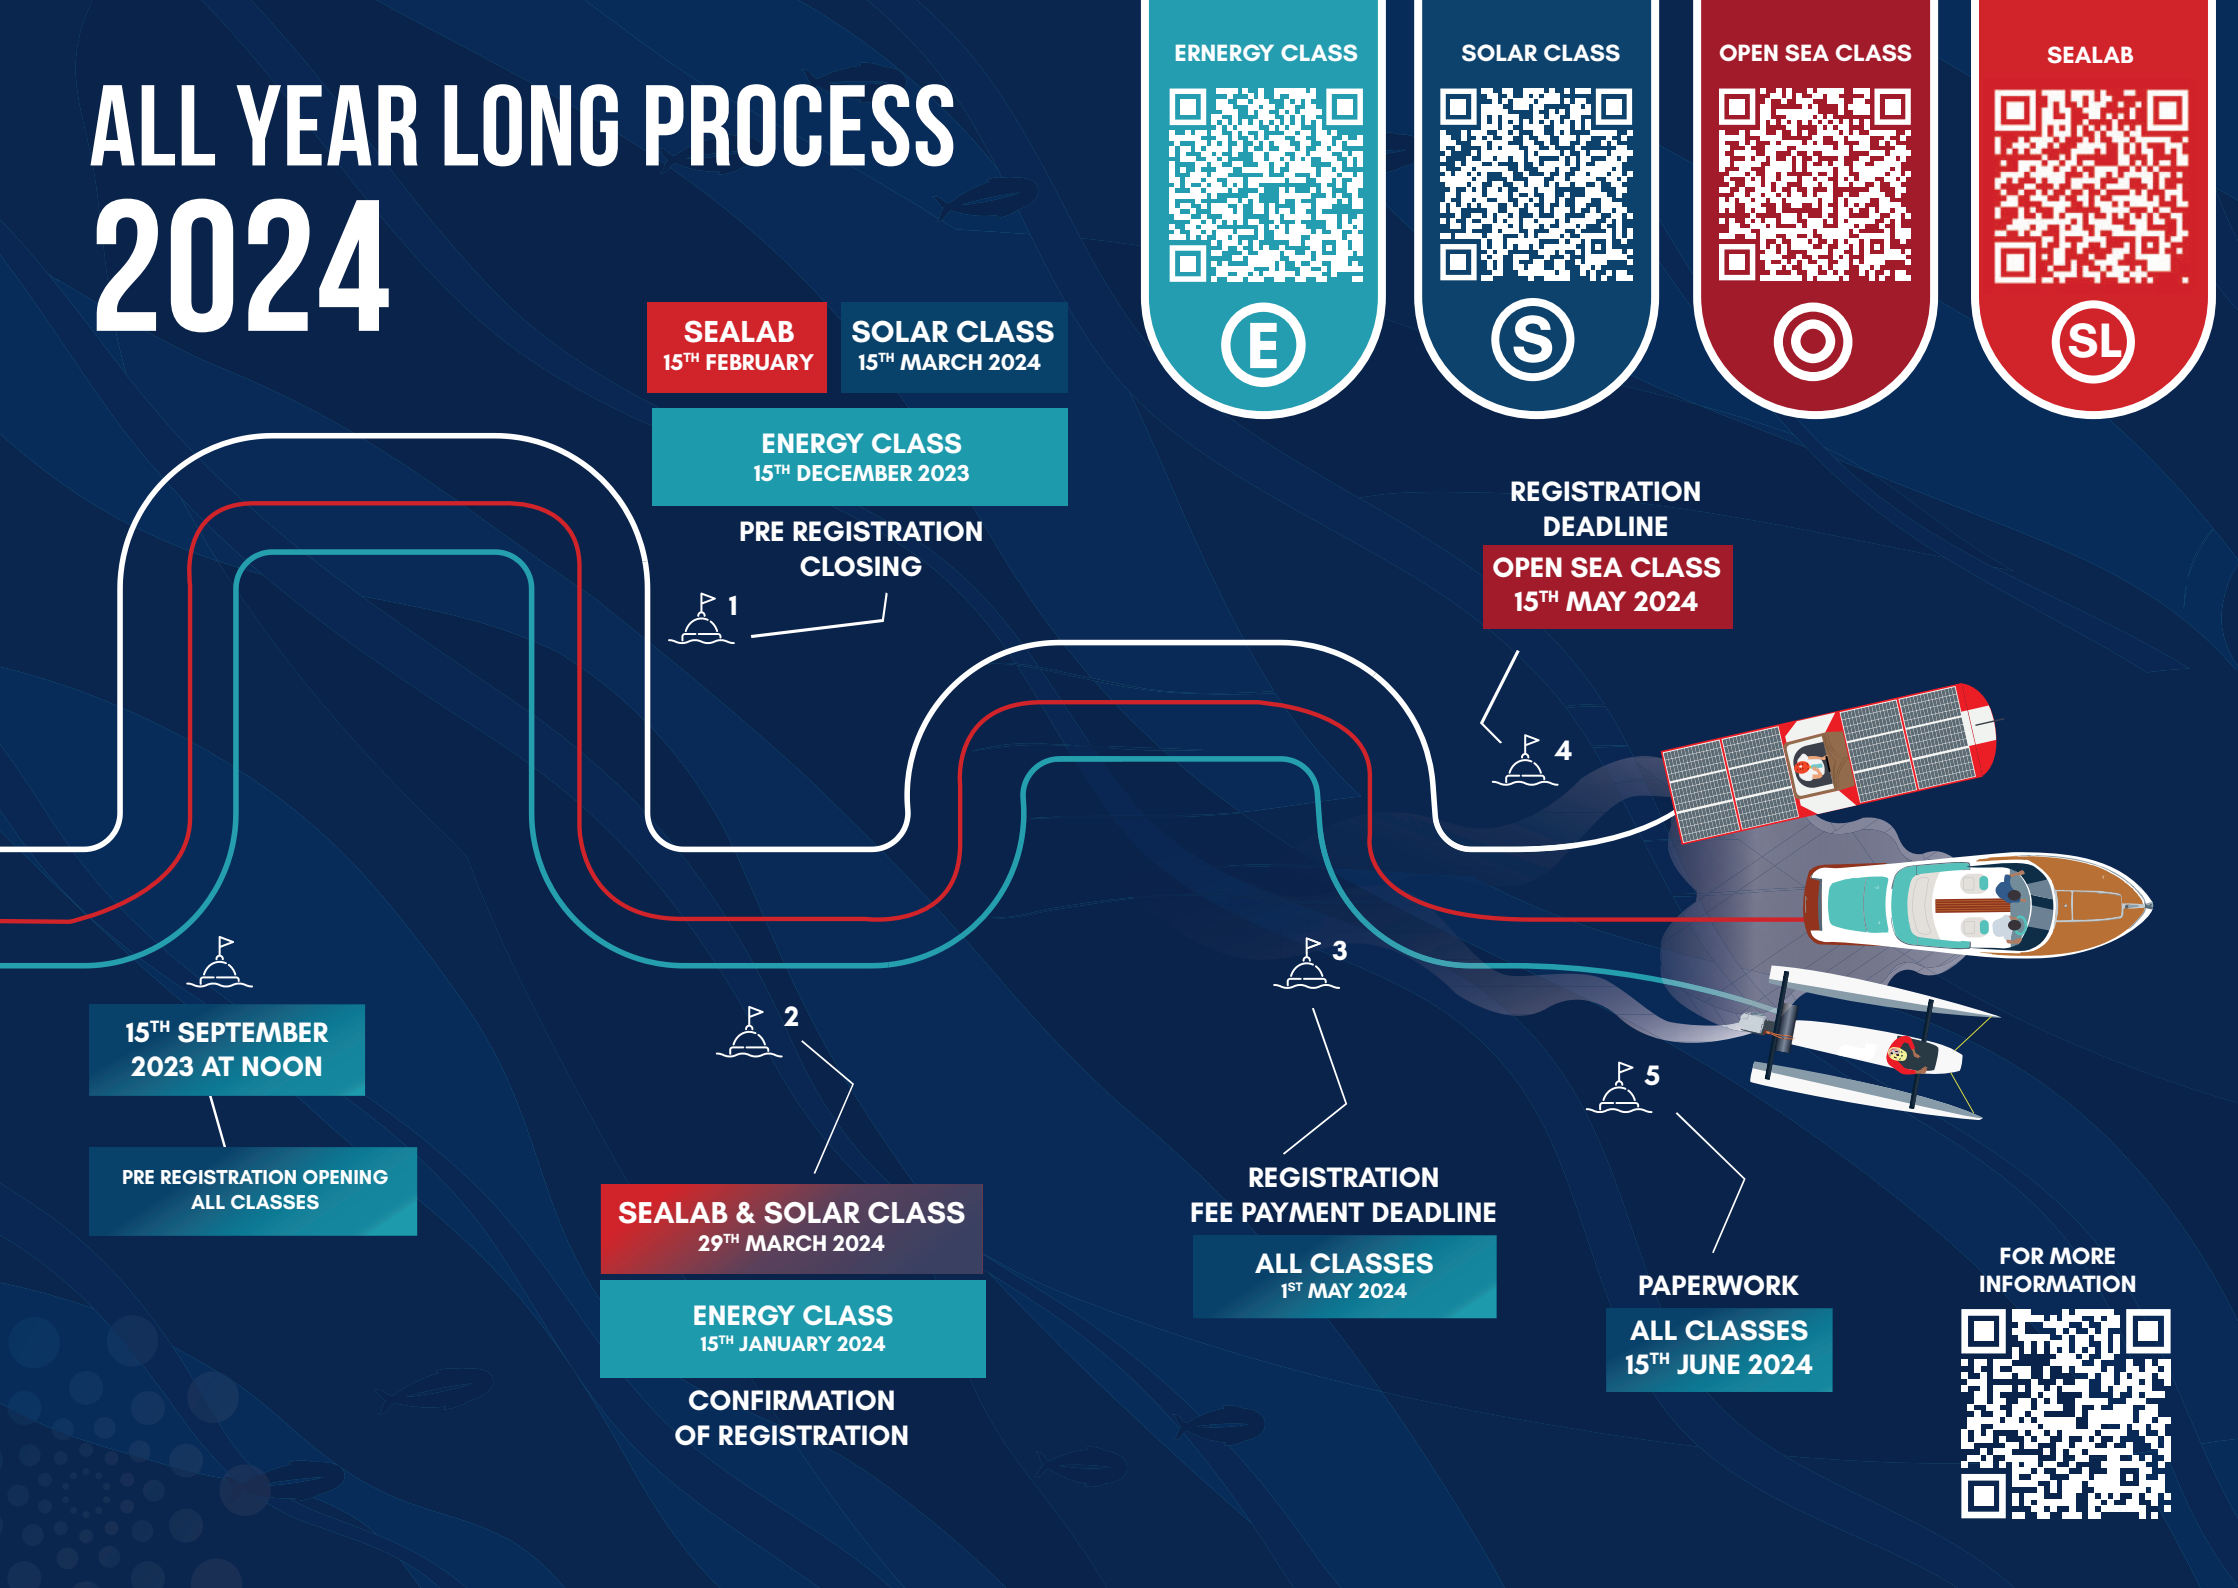 ALL YEAR LONG PROCESS
2024
ERNERGY CLASS
E
SOLAR CLASS
S
OPEN SEA CLASS
O
SEALAB
SL
SEALAB
15TH FEBRUARY
SOLAR CLASS
15TH MARCH 2024
ENERGY CLASS
15TH DECEMBER 2023
PRE REGISTRATION
CLOSING
1
REGISTRATION
DEADLINE
OPEN SEA CLASS
15TH MAY 2024
4
15TH SEPTEMBER
2023 AT NOON
PRE REGISTRATION OPENING
ALL CLASSES
2
SEALAB & SOLAR CLASS
29TH MARCH 2024
ENERGY CLASS
15TH JANUARY 2024
CONFIRMATION
OF REGISTRATION
3
REGISTRATION
FEE PAYMENT DEADLINE
ALL CLASSES
1ST MAY 2024
5
PAPERWORK
ALL CLASSES
15TH JUNE 2024
FOR MORE
INFORMATION